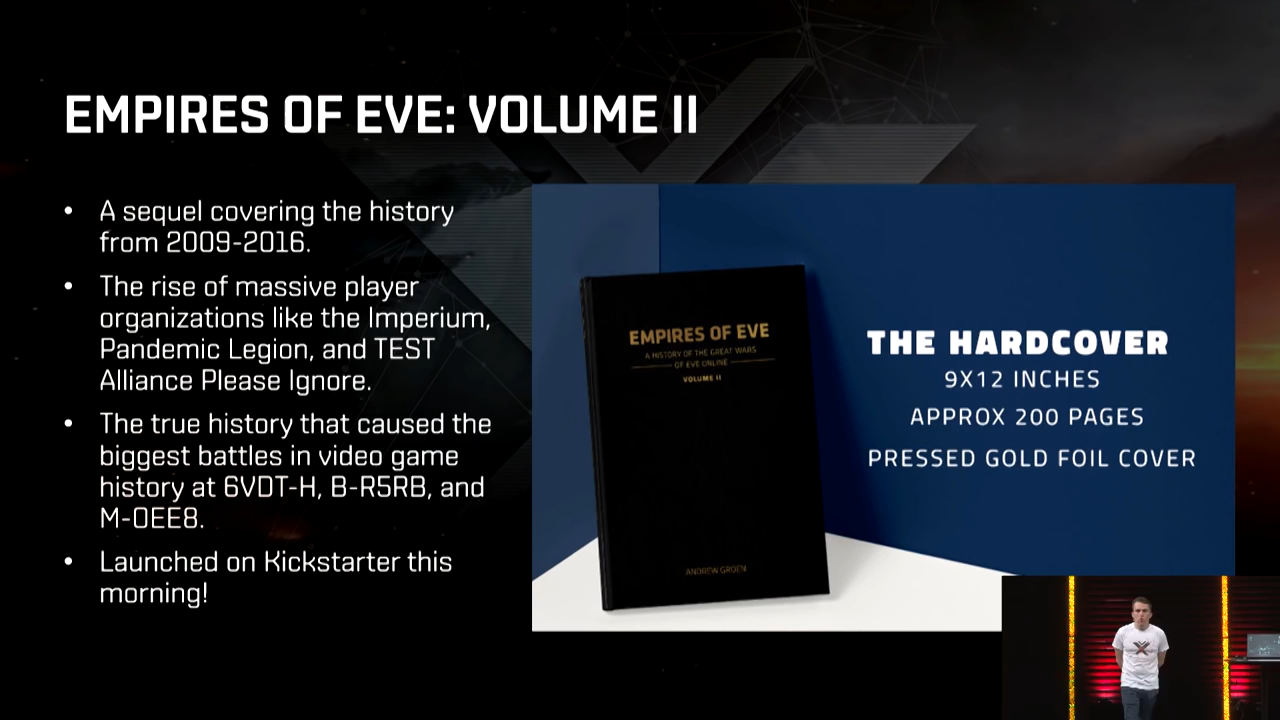 EMPIRES OF EVE: VOLUME II
• A sequel covering the history
from 2009-2016.
• The rise of massive player
organizations like the Imperium,
Pandemic Legion, and TEST
Alliance Please Ignore.
• The true history that caused the
biggest battles in video game
history at 6VDT-H, B-R5RB, and
M-OEE8.
• Launched on Kickstarter this
morning!
EMPIRES OF EVE
A HISTORY OF THE GREAT WARS
OF EVE ONLINE
VOLUME II
ANDREW GROEN
THE HARDCOVER
9X12 INCHES
APPROX 200 PAGES
PRESSED GOLD FOIL COVER